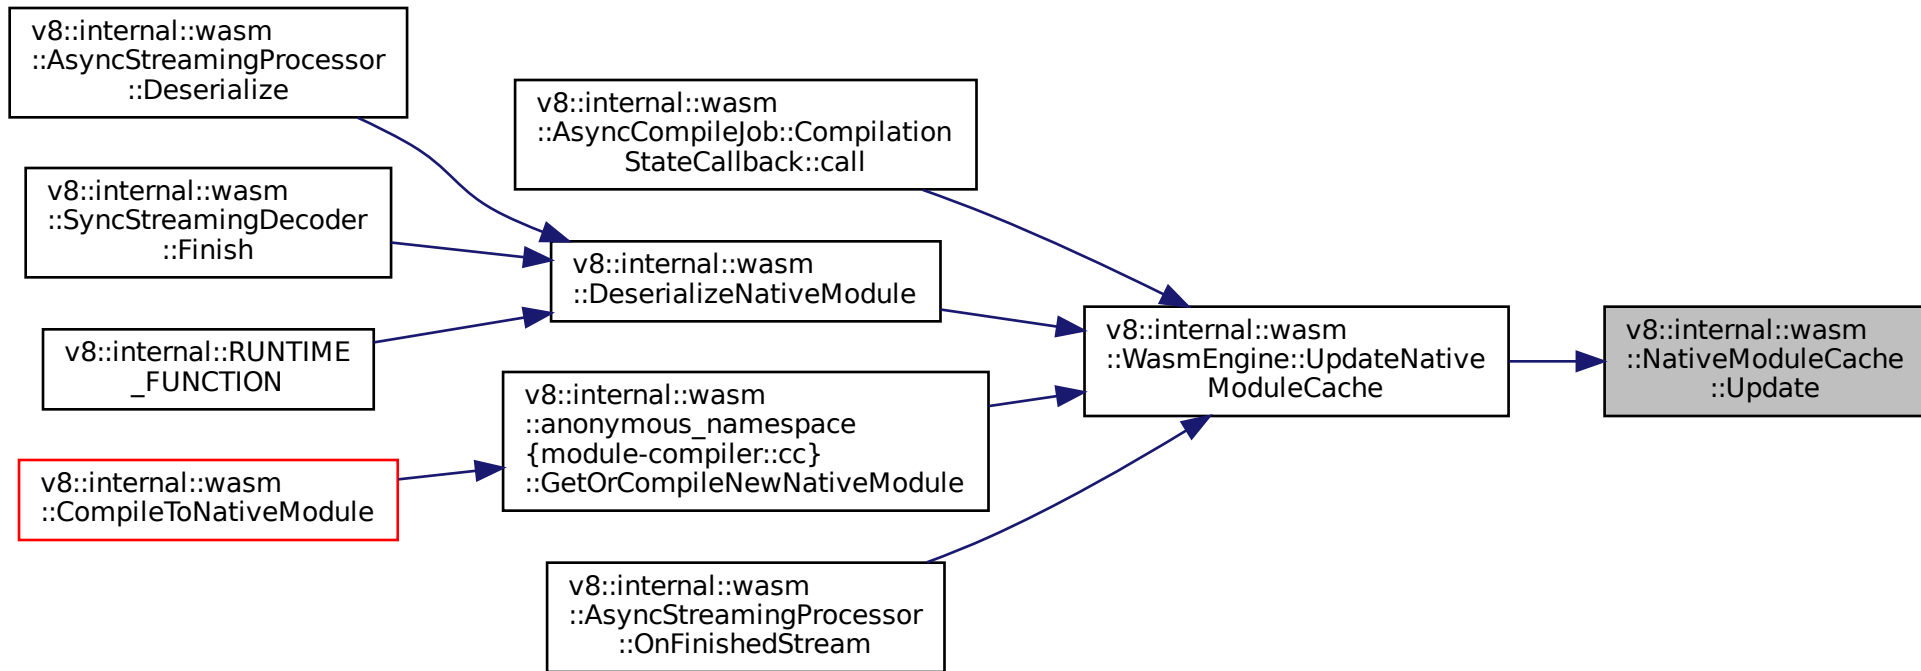 v8::internal::wasm
::AsyncStreamingProcessor
::Deserialize
v8::internal::wasm
::SyncStreamingDecoder
::Finish
v8::internal::RUNTIME
_FUNCTION
v8::internal::wasm
::CompileToNativeModule
v8::internal::wasm
::AsyncCompileJob::Compilation
StateCallback::call
v8::internal::wasm
::DeserializeNativeModule
v8::internal::wasm
::anonymous_namespace
{module-compiler::cc}
::GetOrCompileNewNativeModule
v8::internal::wasm
::AsyncStreamingProcessor
::OnFinishedStream
v8::internal::wasm
::WasmEngine::UpdateNative
ModuleCache
v8::internal::wasm
::NativeModuleCache
::Update